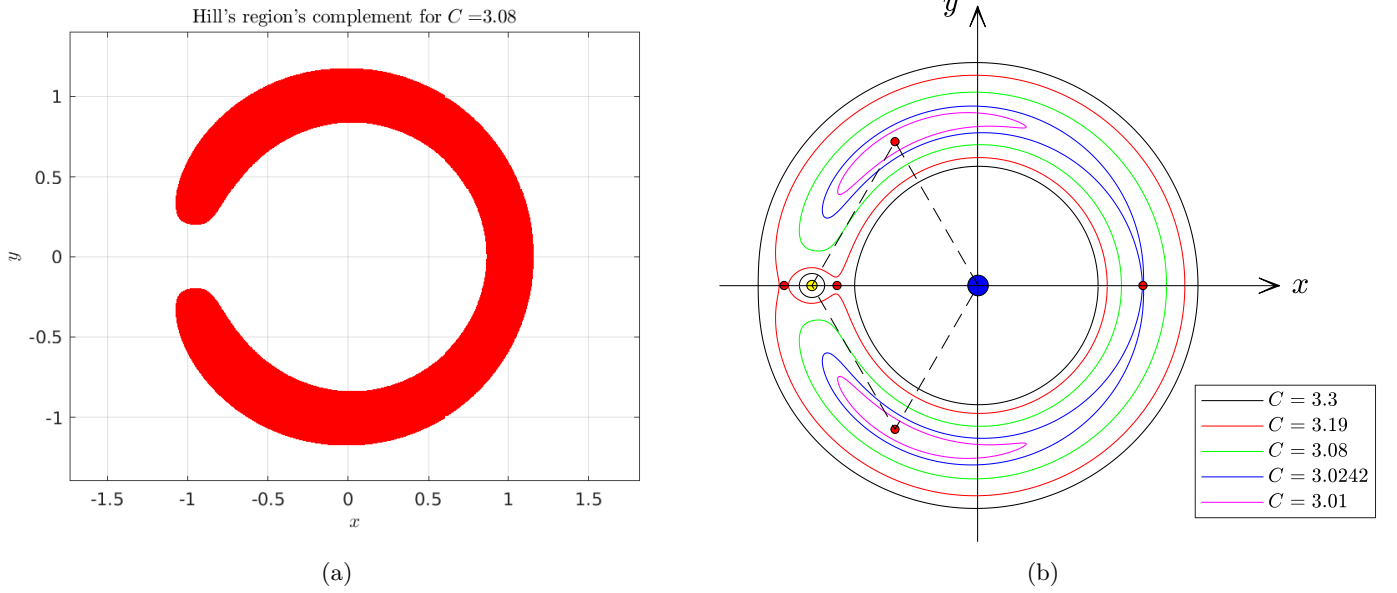 Hill's region's complement for C =3.08
1
0.5
0
-0.5
-1
y
-1.5 -1 -0.5 0 0.5 1 1.5
x
(a)
y
x
C = 3.3
C = 3.19
C = 3.08
C = 3.0242
C = 3.01
(b)